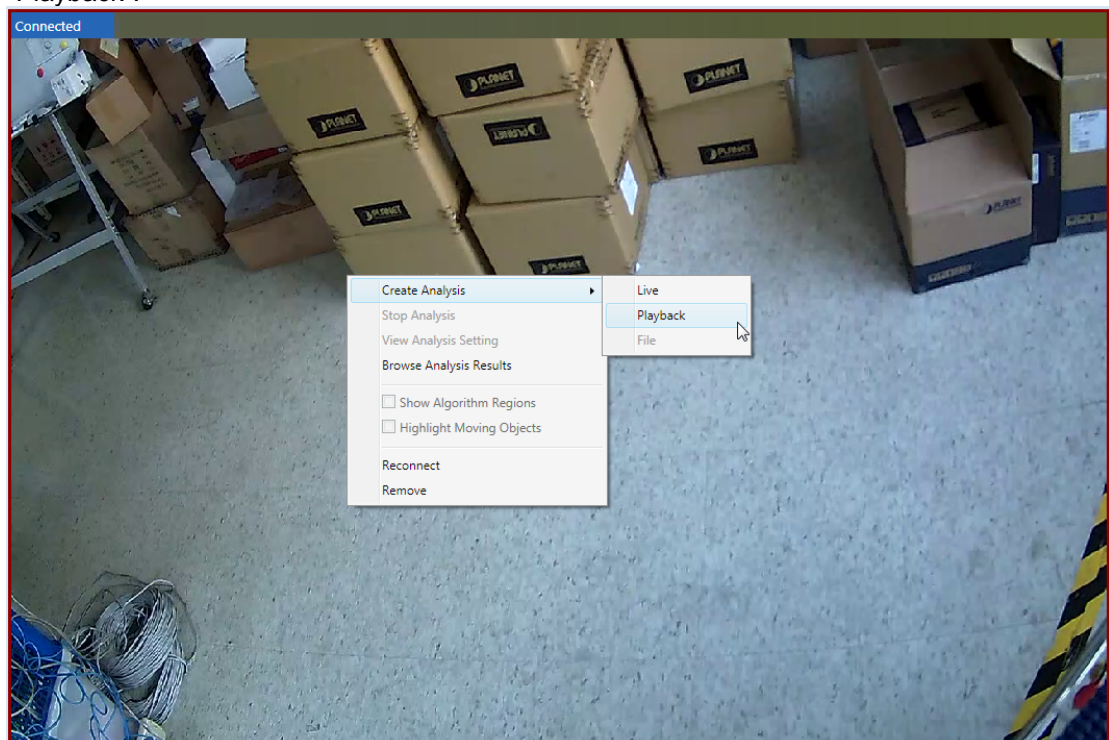 Playback".
Connected
PLANET
PLANET
PLANET
PLANET
PLANET
PLANET
PLANET
PLANET
Create Analysis
Live
Stop Analysis
Playback
View Analysis Setting
File
Browse Analysis Results
Show Algorithm Regions
Highlight Moving Objects
Reconnect
Remove